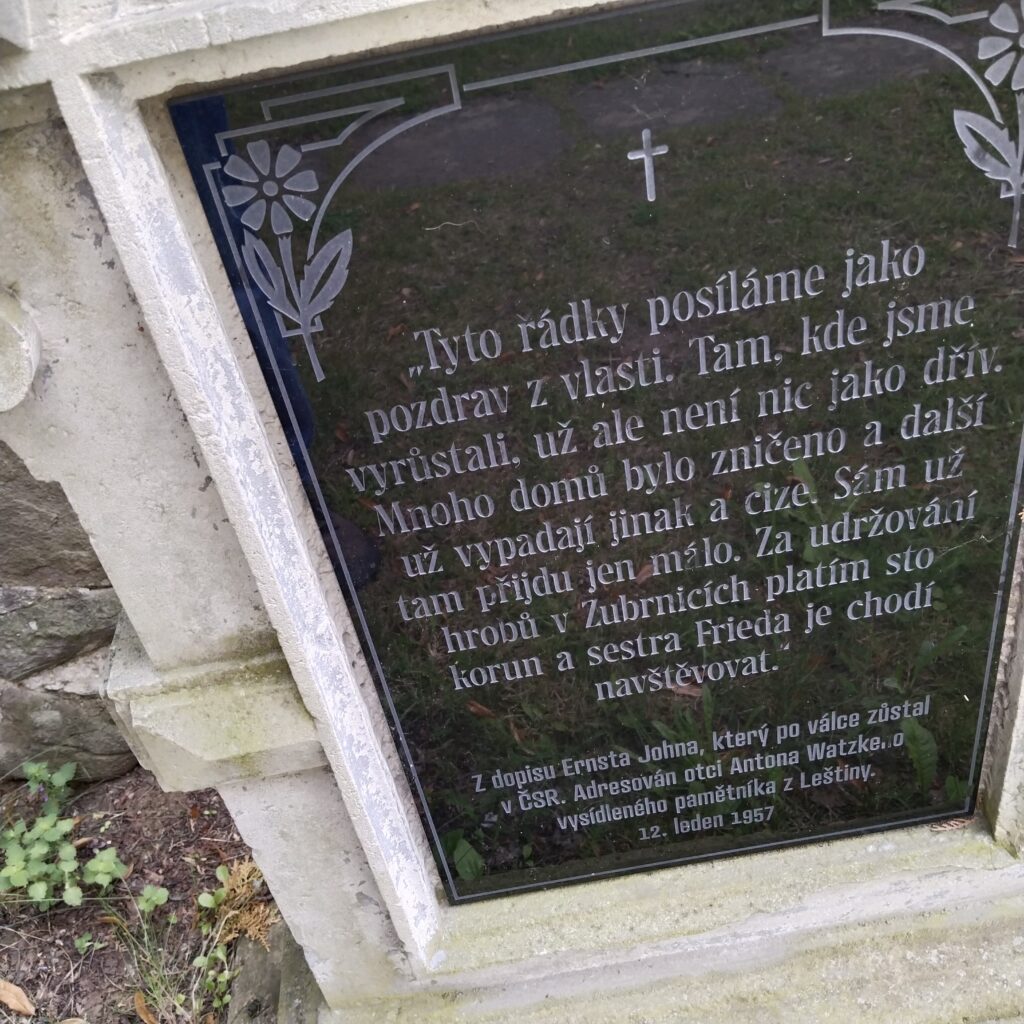 „Tyto řádky posíláme jako
pozdrav z vlasti. Tam, kde jsme
vyrůstali, už ale není nic jako dřív.
Mnoho domů bylo zničeno a další
už vypadají jinak a cize. Sám už
tam přijdu jen málo. Za udržování
hrobů v Zubrnicích platím sto
korun a sestra Frieda je chodí
navštěvovat."
Z dopisu Ernsta Johna, který po válce zůstal
v ČSR. Adresován otci Antona Watzkeho
vysídleného pamětníka z Leštiny.
12. leden 1957